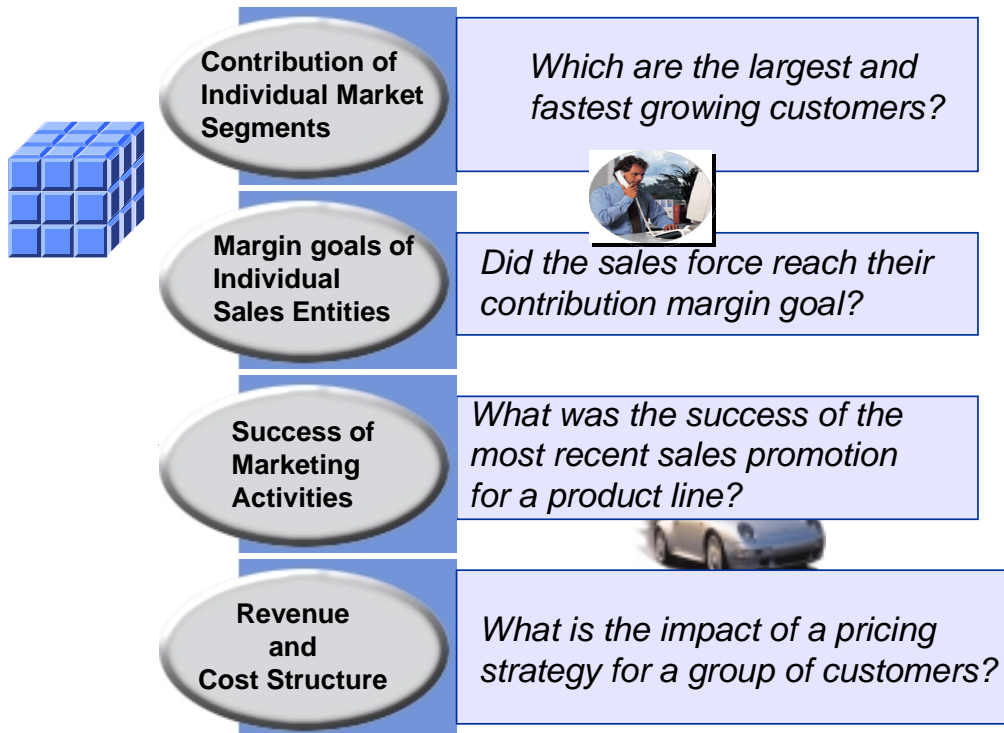 Contribution of
Individual Market
Segments
Which are the largest and
fastest growing customers?
Margin goals of
Individual
Sales Entities
Did the sales force reach their
contribution margin goal?
Success of
Marketing
Activities
What was the success of the
most recent sales promotion
for a product line?
Revenue
and
Cost Structure
What is the impact of a pricing
strategy for a group of customers?